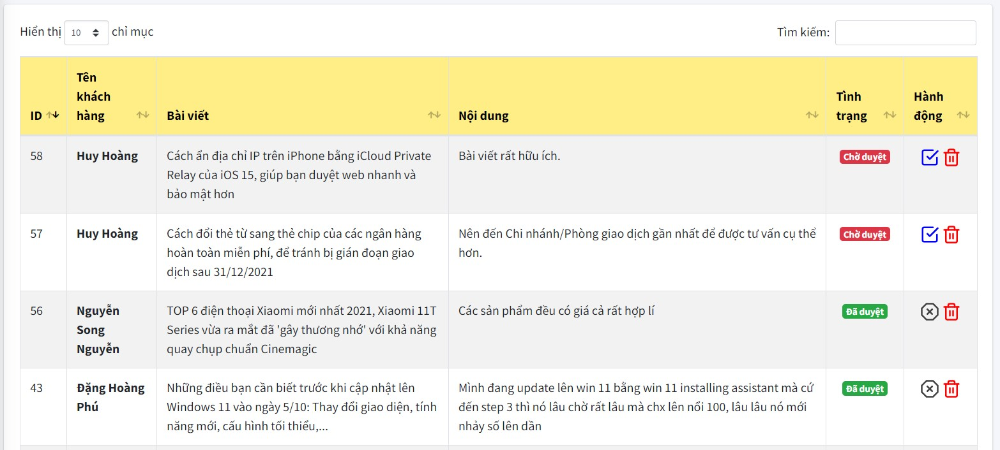 Hiển thị 10 chỉ mục
Tìm kiếm:
ID
Tên
khách
hàng
Bài viết
Nội dung
Tình
trạng
Hành
động
58
Huy Hoàng
Cách ẩn địa chỉ IP trên iPhone bằng iCloud Private
Relay của iOS 15, giúp bạn duyệt web nhanh và
bảo mật hơn
Bài viết rất hữu ích.
Chờ duyệt
57
Huy Hoàng
Cách đổi thẻ từ sang thẻ chip của các ngân hàng
hoàn toàn miễn phí, để tránh bị gián đoạn giao
dịch sau 31/12/2021
Nên đến Chi nhánh/Phòng giao dịch gần nhất để được tư vấn cụ thể
hơn.
Chờ duyệt
56
Nguyễn
Song
Nguyễn
TOP 6 điện thoại Xiaomi mới nhất 2021, Xiaomi 11T
Series vừa ra mắt đã 'gây thương nhớ' với khả năng
quay chụp chuẩn Cinemagic
Các sản phẩm đều có giá cả rất hợp lí
Đã duyệt
43
Đặng Hoàng
Phú
Những điều bạn cần biết trước khi cập nhật lên
Windows 11 vào ngày 5/10: Thay đổi giao diện, tính
năng mới, cấu hình tối thiểu,...
Mình đang update lên win 11 bằng win 11 installing assistant mà cứ
đến step 3 thì nó lâu chờ rất lâu mà chx lên nổi 100, lâu lâu nó mới
nhảy số lên dần
Đã duyệt